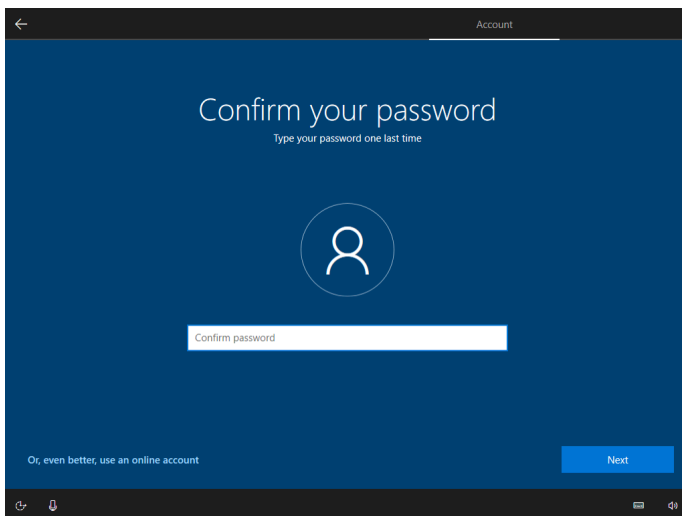 Account
Confirm your password
Type your password one last time
Confirm password
Or, even better, use an online account
Next